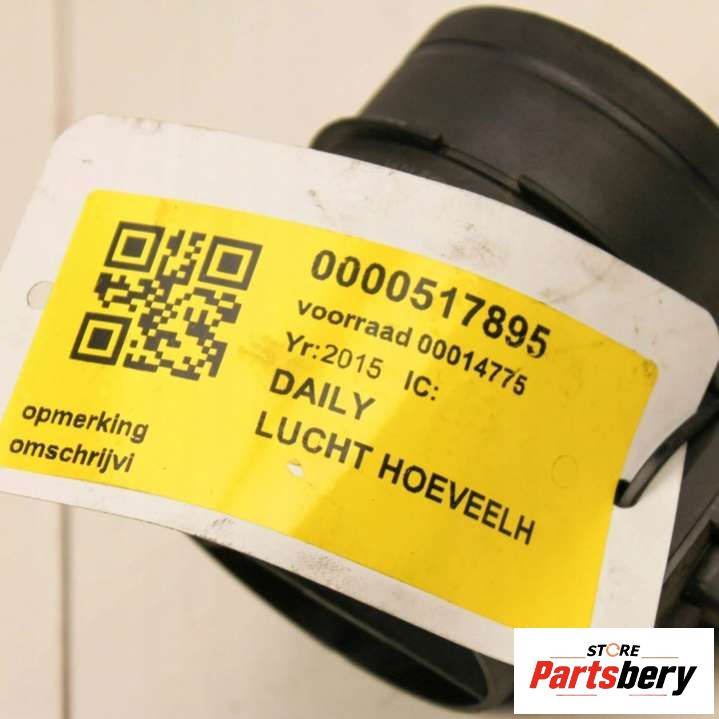 0000517895
voorraad 00014775
Yr:2015 IC:
DAILY
LUCHT HOEVEELH
opmerking
omschrijvi
STORE
Partsbery